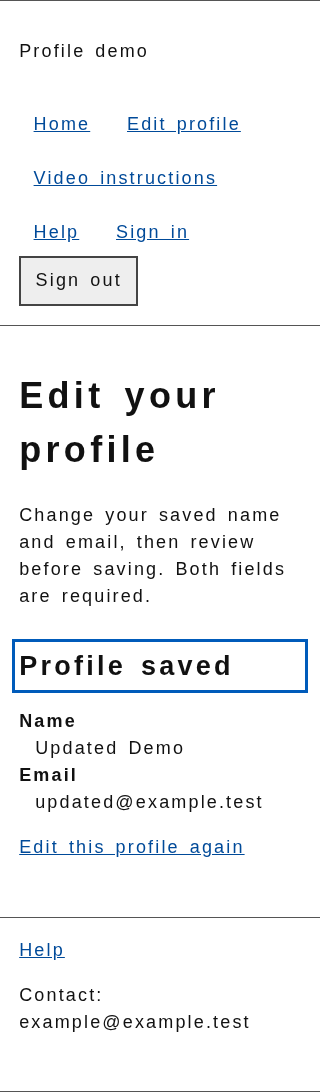 Profile demo
Home Edit profile
Video instructions
Help Sign in
Sign out
Edit your
profile
Change your saved name
and email, then review
before saving. Both fields
are required.
Profile saved
Name
Updated Demo
Email
updated@example.test
Edit this profile again
Help
Contact:
example@example.test